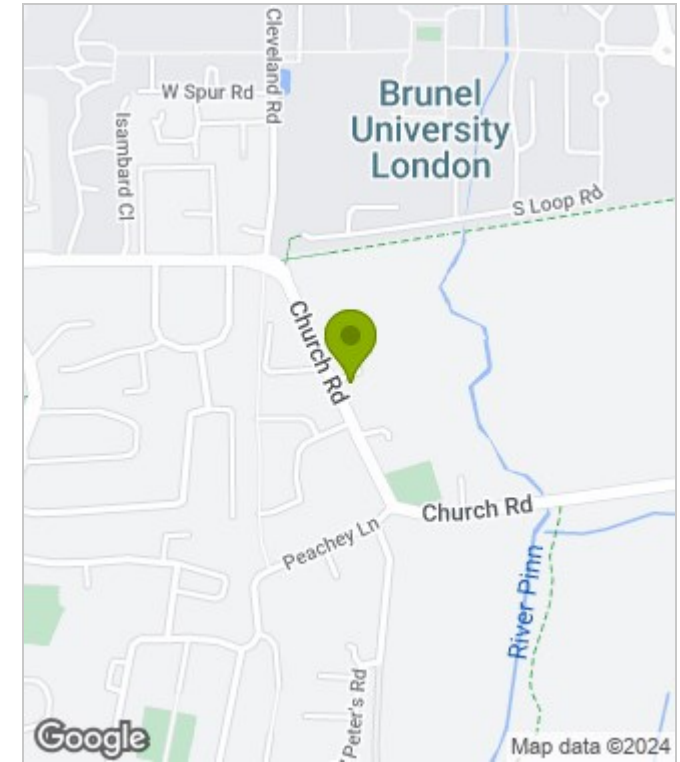 Cleveland Rd
W Spur Rd
Isambard Cl
Brunel
University
London
S Loop Rd
Church Rd
Church Rd
Peachey Ln
River Pinn
Peter's Rd
Google
Map data ©2024